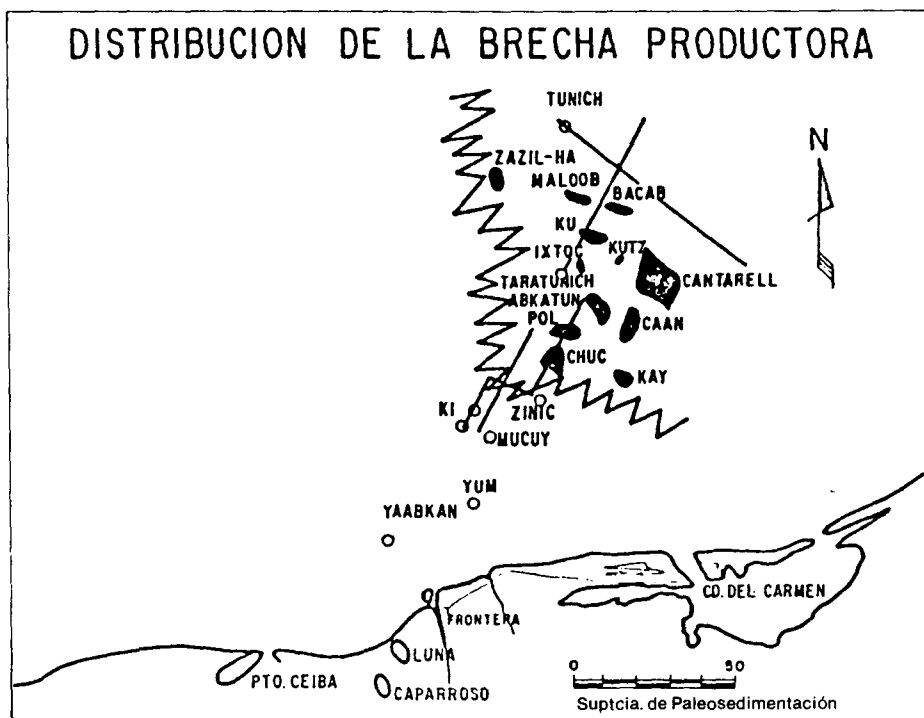 DISTRIBUCION DE LA BRECHA PRODUCTORA
TUNICH
N
ZAZIL-HA
MALOOB
BACAB
KU
IXTOC
KUTZ
TARATUNICH
CANTARELL
ABKATUN
POL
CAAN
CHUC
KAY
KI
ZINIC
MUCUY
YUM
YAABKAN
CD. DEL CARMEN
FRONTERA
LUNA
PTO. CEIBA
CAPARROSO
0 50
Suptcia. de Paleosedimentación